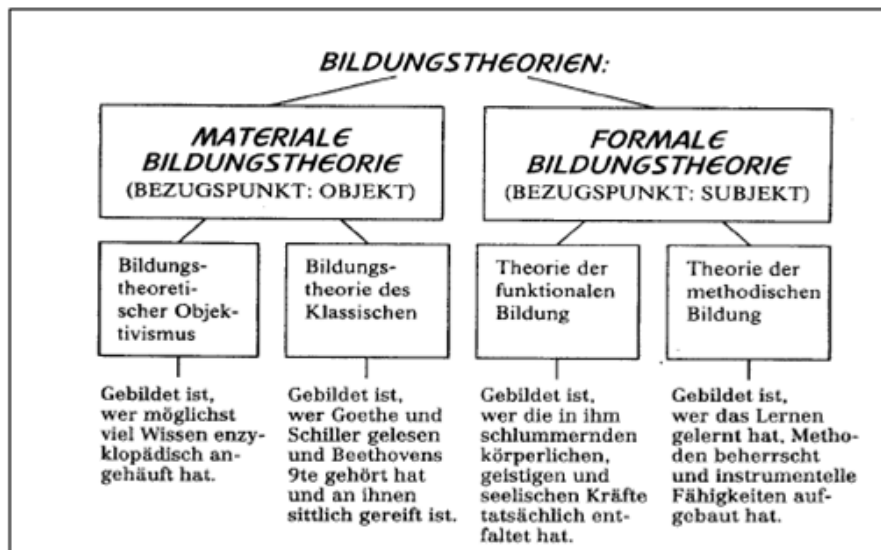 BILDUNGSTHEORIEN:
MATERIALE
BILDUNGSTHEORIE
(BEZUGSPUNKT: OBJEKT)
FORMALE
BILDUNGSTHEORIE
(BEZUGSPUNKT: SUBJEKT)
Bildungs-
theoreti-
scher Objek-
tivismus
Bildungs-
theorie des
Klassischen
Theorie der
funktionalen
Bildung
Theorie der
methodischen
Bildung
Gebildet ist,
wer möglichst
viel Wissen enzy-
klopädisch an-
gehäuft hat.
Gebildet ist,
wer Goethe und
Schiller gelesen
und Beethovens
9te gehört hat
und an ihnen
sittlich gereift ist.
Gebildet ist,
wer die in ihm
schlummernden
körperlichen,
geistigen und
seelischen Kräfte
tatsächlich ent-
faltet hat.
Gebildet ist,
wer das Lernen
gelernt hat, Metho-
den beherrscht
und instrumentelle
Fähigkeiten auf-
gebaut hat.